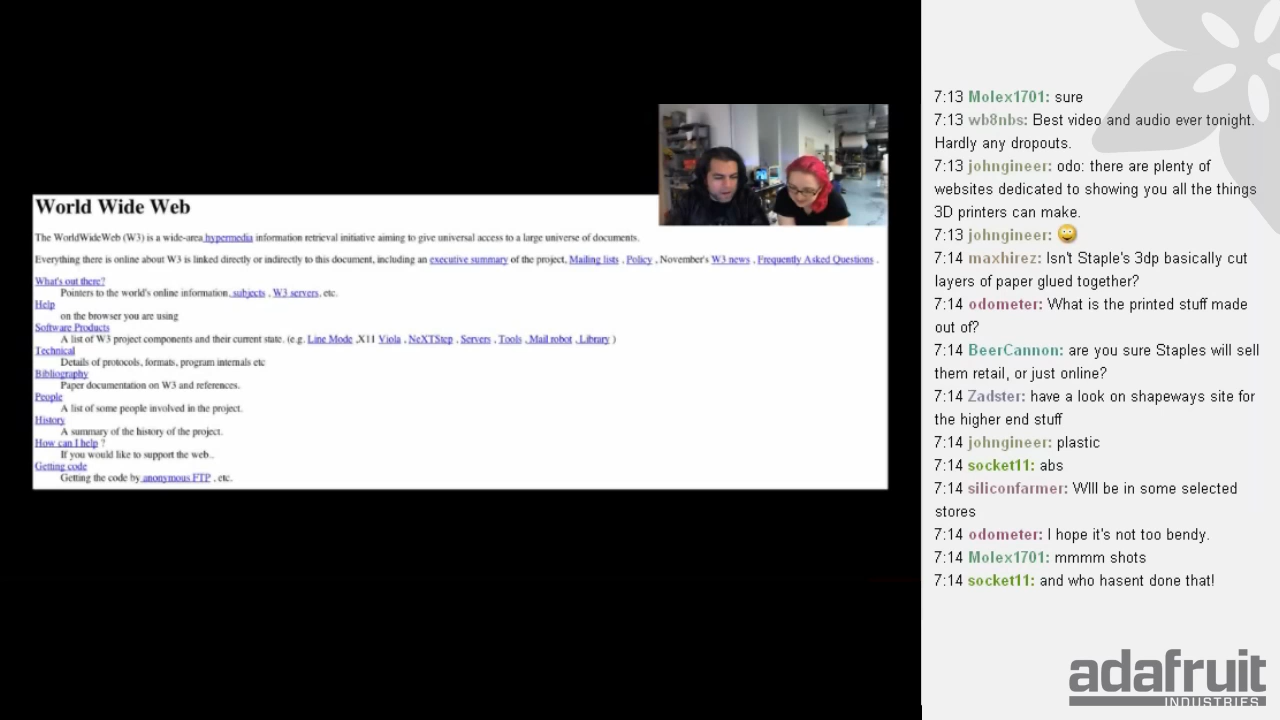 World Wide Web
The WorldWideWeb (W3) is a wide-area hypermedia information retrieval initiative aiming to give universal access to a large universe of documents.
Everything there is online about W3 is linked directly or indirectly to this document, including an executive summary of the project, Mailing lists , Policy , November's W3 news , Frequently Asked Questions .
What's out there?
Pointers to the world's online information, subjects , W3 servers, etc.
Help
on the browser you are using
Software Products
A list of W3 project components and their current state. (e.g. Line Mode ,X11 Viola , NeXTStep , Servers , Tools , Mail robot , Library )
Technical
Details of protocols, formats, program internals etc
Bibliography
Paper documentation on W3 and references.
People
A list of some people involved in the project.
History
A summary of the history of the project.
How can I help ?
If you would like to support the web..
Getting code
Getting the code by anonymous FTP , etc.
7:13 Molex1701: sure
7:13 wb8nbs: Best video and audio ever tonight.
Hardly any dropouts.
7:13 johngineer: odo: there are plenty of
websites dedicated to showing you all the things
3D printers can make.
7:13 johngineer:
7:14 maxhirez: Isn't Staple's 3dp basically cut
layers of paper glued together?
7:14 odometer: What is the printed stuff made
out of?
7:14 BeerCannon: are you sure Staples will sell
them retail, or just online?
7:14 Zadster: have a look on shapeways site for
the higher end stuff
7:14 johngineer: plastic
7:14 socket11: abs
7:14 siliconfarmer: WIll be in some selected
stores
7:14 odometer: I hope it's not too bendy.
7:14 Molex1701: mmmm shots
7:14 socket11: and who hasent done that!
adafruit
INDUSTRIES